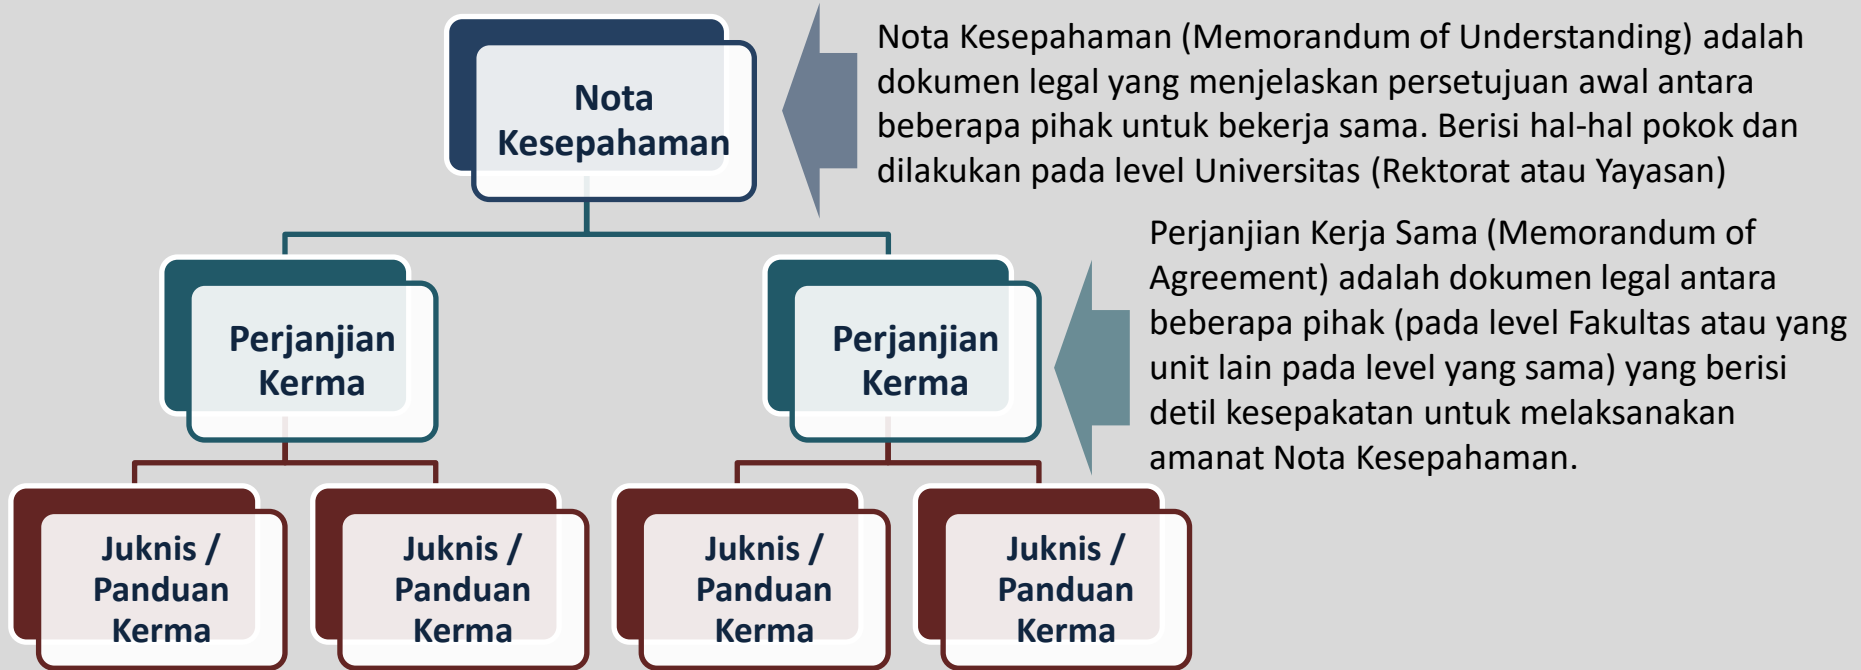 Nota
Kesepahaman
Nota Kesepahaman (Memorandum of Understanding) adalah
dokumen legal yang menjelaskan persetujuan awal antara
beberapa pihak untuk bekerja sama. Berisi hal-hal pokok dan
dilakukan pada level Universitas (Rektorat atau Yayasan)
Perjanjian
Kerma
Perjanjian
Kerma
Perjanjian Kerja Sama (Memorandum of
Agreement) adalah dokumen legal antara
beberapa pihak (pada level Fakultas atau yang
unit lain pada level yang sama) yang berisi
detil kesepakatan untuk melaksanakan
amanat Nota Kesepahaman.
Juknis /
Panduan
Kerma
Juknis /
Panduan
Kerma
Juknis /
Panduan
Kerma
Juknis /
Panduan
Kerma